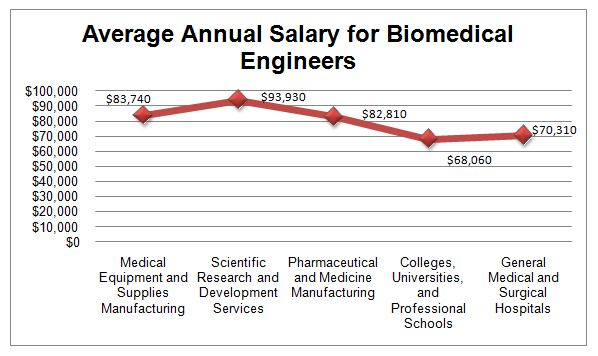 Average Annual Salary for Biomedical
Engineers
$100,000
$90,000
$80,000
$70,000
$60,000
$50,000
$40,000
$30,000
$20,000
$10,000
$0
$83,740
$93,930
$82,810
$68,060
$70,310
Medical
Equipment and
Supplies
Manufacturing
Scientific
Research and
Development
Services
Pharmaceutical
and Medicine
Manufacturing
Colleges,
Universities,
and
Professional
Schools
General
Medical and
Surgical
Hospitals